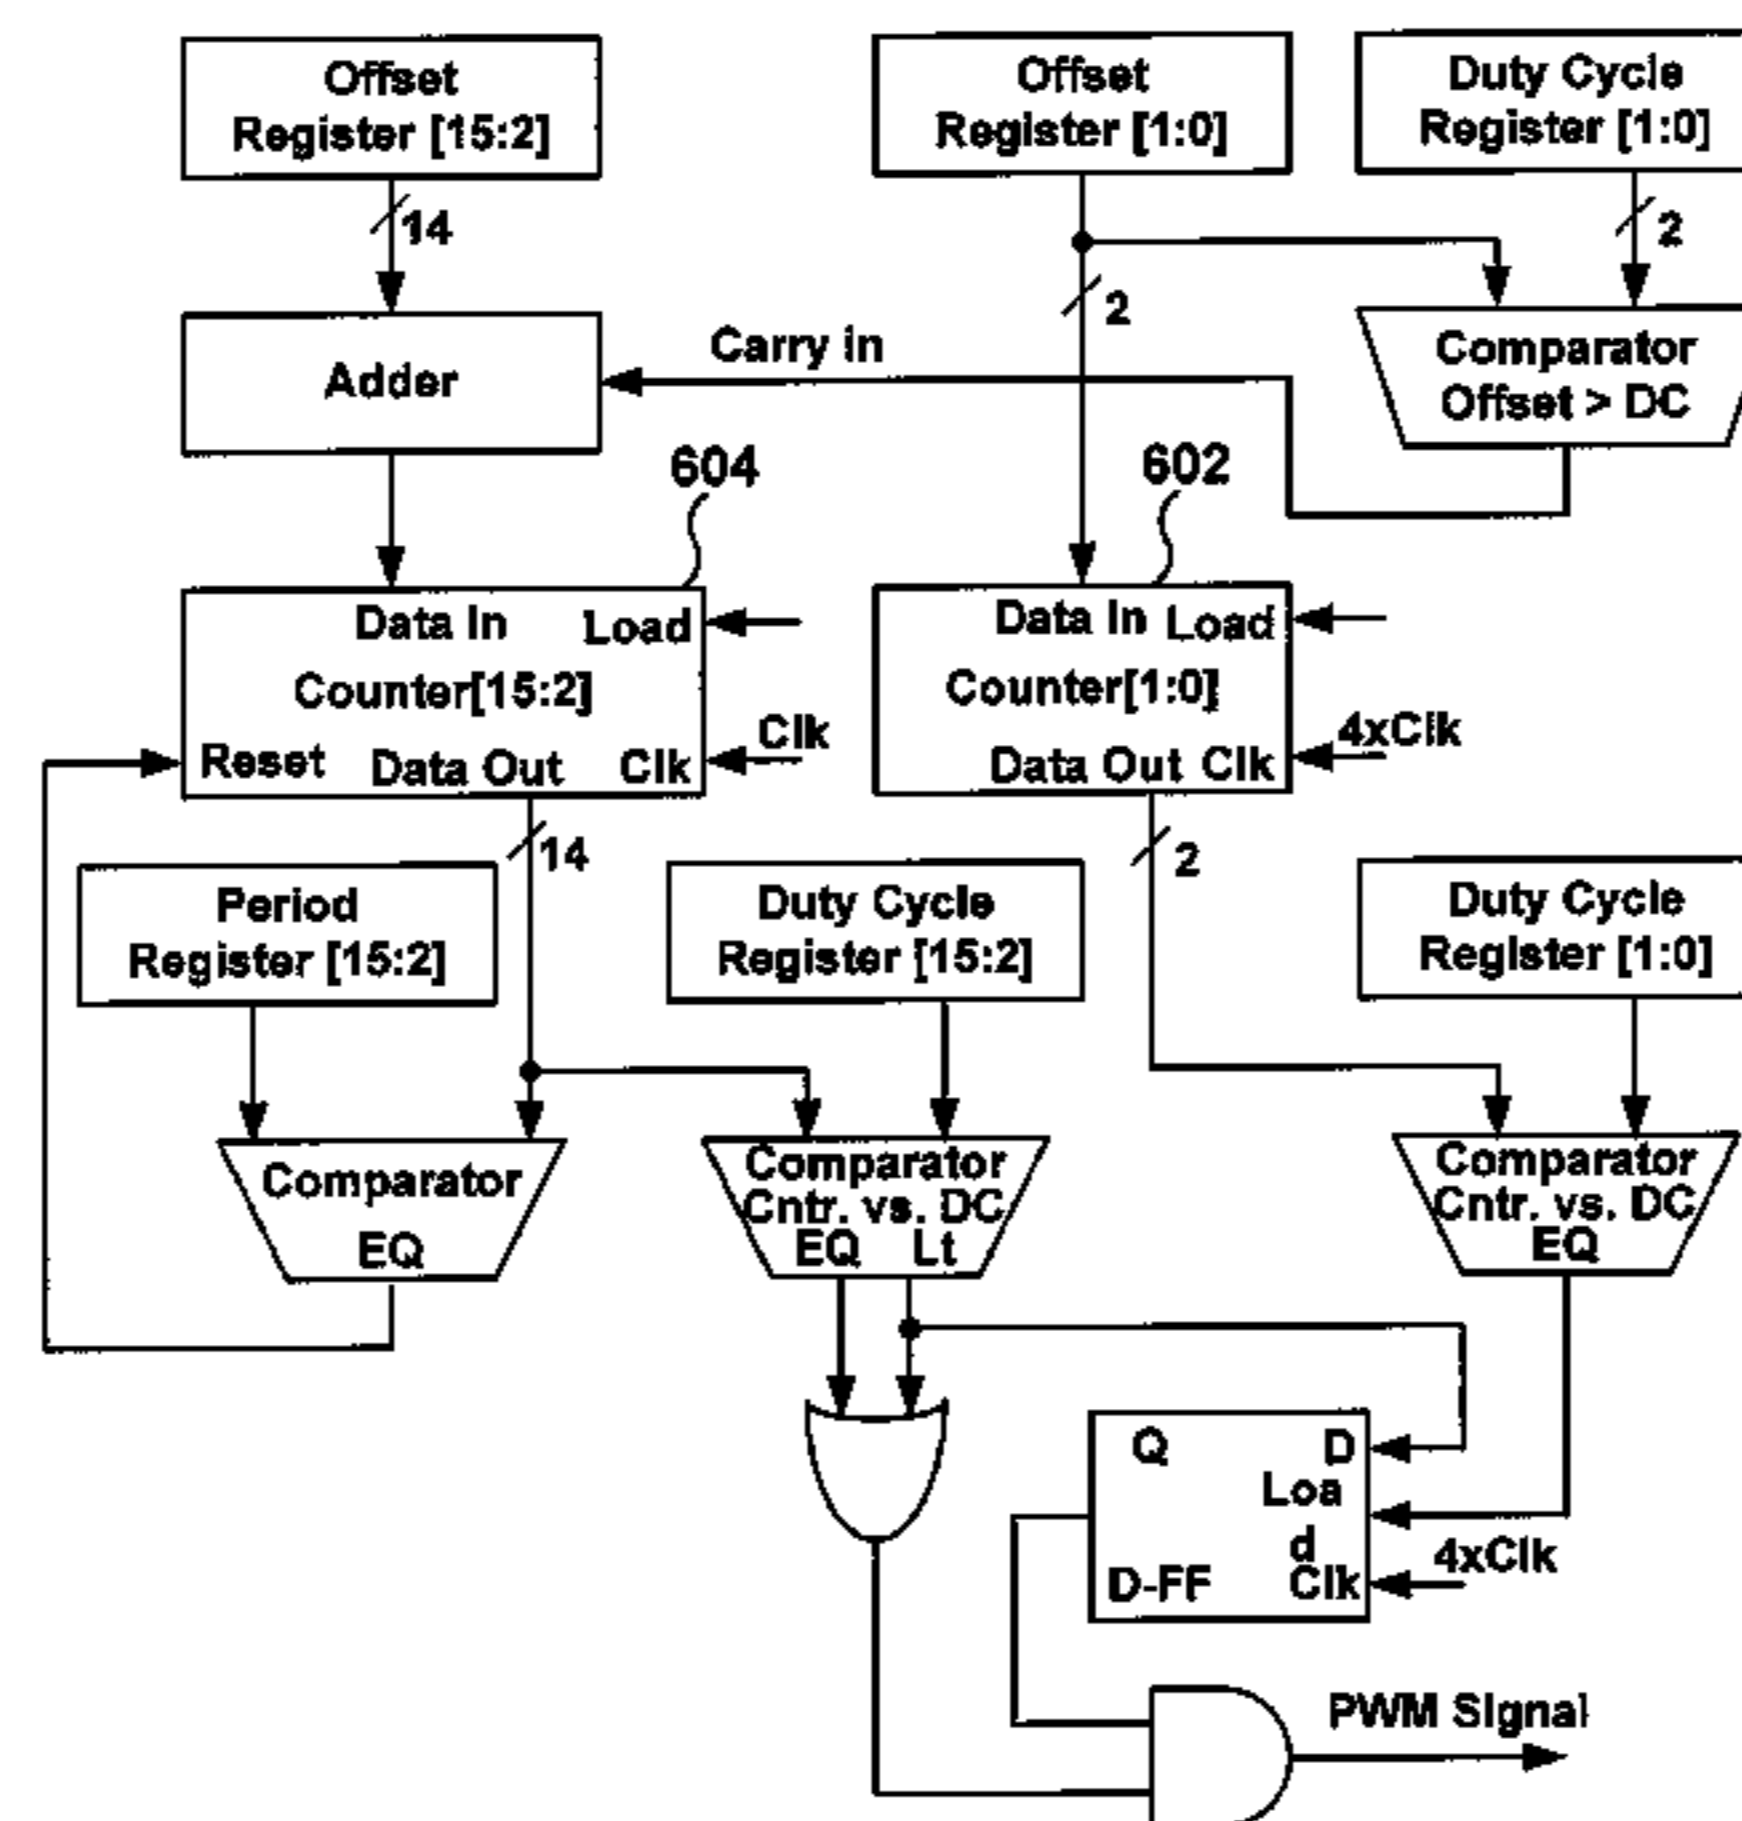 Offset
Register [15:2]
Offset
Register [1:0]
Duty Cycle
Register [1:0]
14
2
2
Adder
Carry in
Comparator
Offset > DC
604
602
Data In Load
Counter[15:2]
Clk
Reset Data Out Clk
Data In Load
Counter[1:0]
4xClk
Data Out Clk
14
2
Period
Register [15:2]
Duty Cycle
Register [15:2]
Duty Cycle
Register [1:0]
Comparator
EQ
Comparator
Cntr. vs. DC
EQ Lt
Comparator
Cntr. vs. DC
EQ
Q D
Loa
d
D-FF Clk
4xClk
PWM Signal